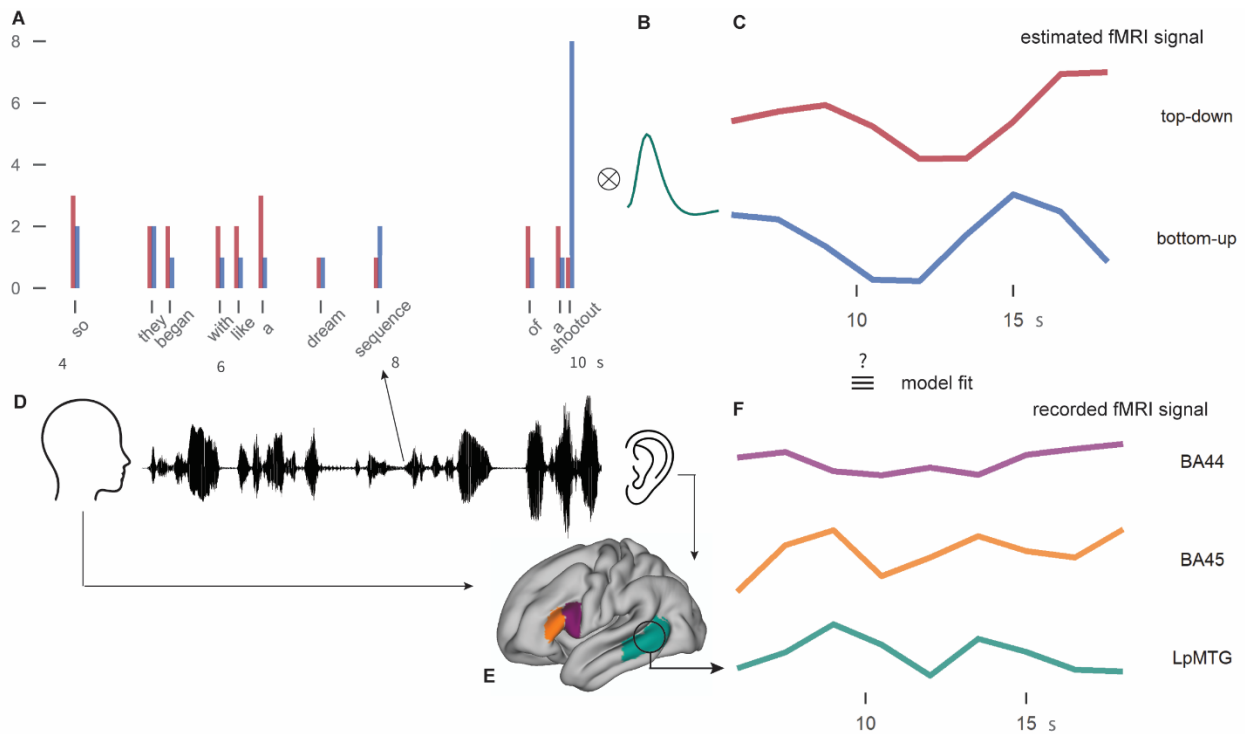 A
8
6
4
2
0
so
they
began
with
like
a
dream
sequence
of
a
shootout
4
6
8
10 s
B
C
estimated fMRI signal
top-down
bottom-up
10
15 s
?
model fit
D
E
F
recorded fMRI signal
BA44
BA45
LpMTG
10
15 s